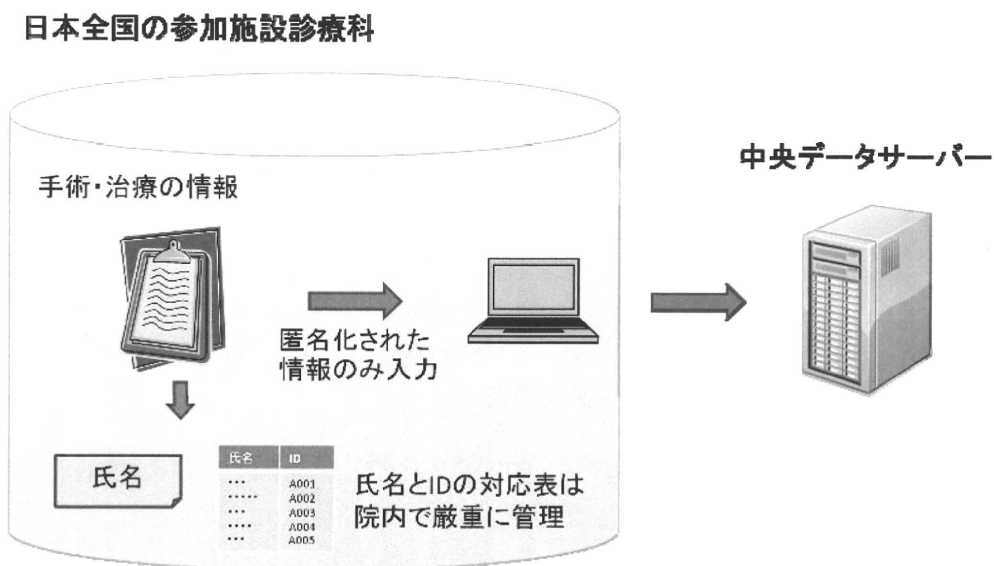 日本全国の参加施設診療科
手術・治療の情報
中央データサーバー
匿名化された
情報のみ入力
氏名
氏名 ID
••• A001
••••• A002
••• A003
•••• A004
••• A005
氏名とIDの対応表は
院内で厳重に管理